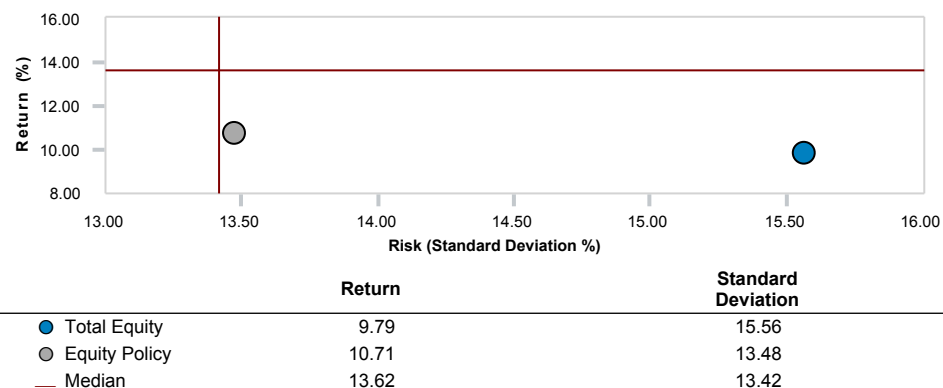 16.00
14.00
12.00
10.00
8.00
Return (%)
13.00 13.50 14.00 14.50 15.00 15.50 16.00
Risk (Standard Deviation %)
Return Standard Deviation
Total Equity 9.79 15.56
Equity Policy 10.71 13.48
Median 13.62 13.42